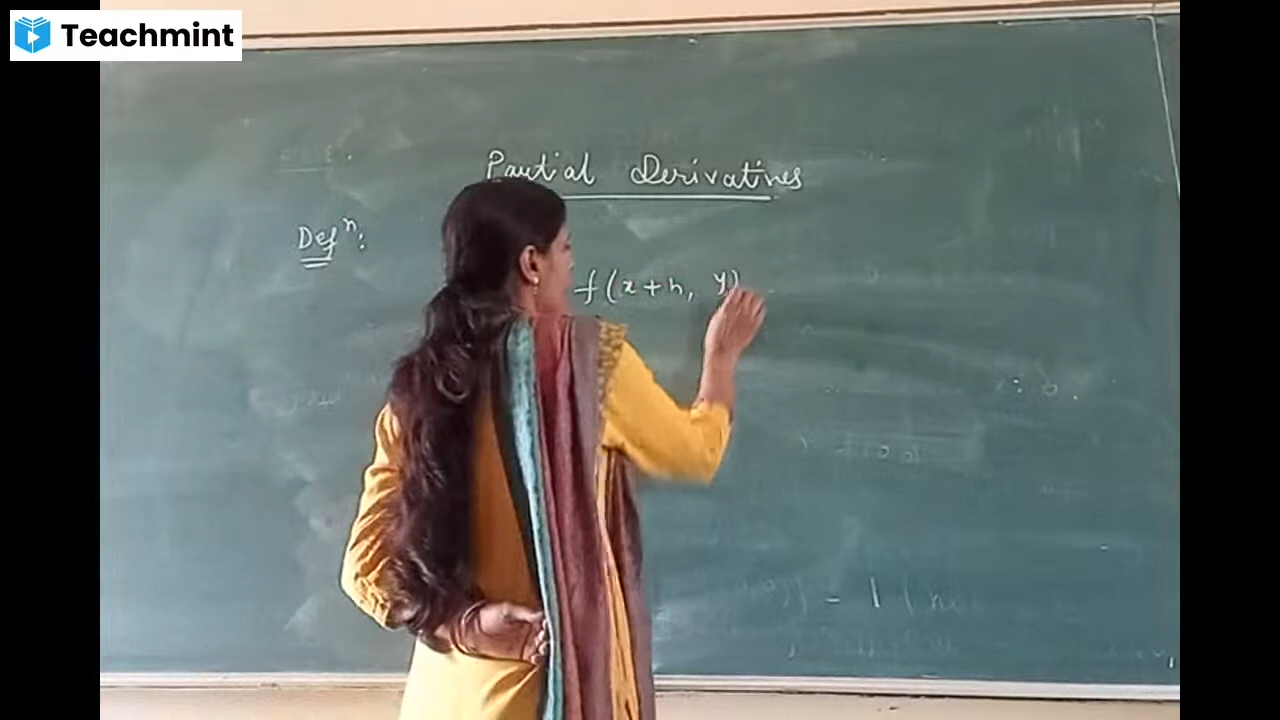 Teachmint
Partial Derivatives
Defⁿ:
f(x+h, y)